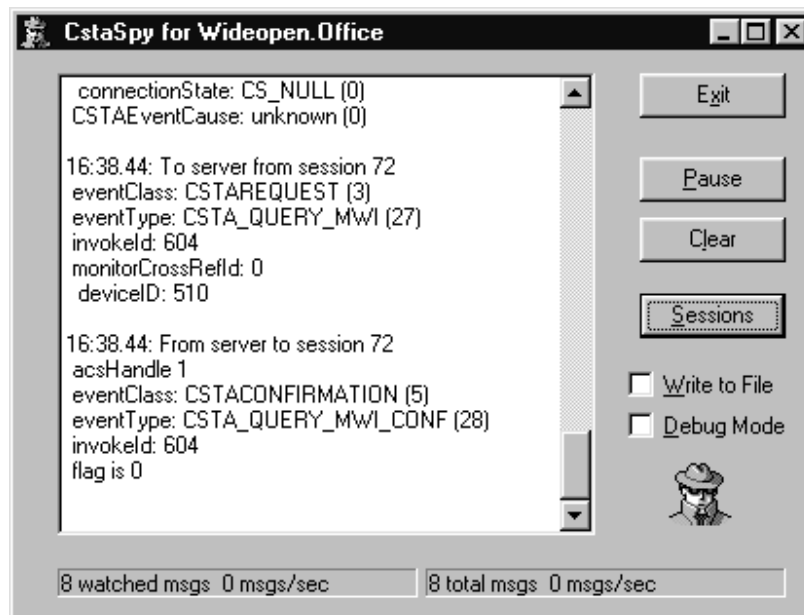 CstaSpy for Wideopen.Office
connectionState: CS_NULL (0)
CSTAEventCause: unknown (0)
16:38.44: To server from session 72
eventClass: CSTAREQUEST (3)
eventType: CSTA_QUERY_MWI (27)
invokeId: 604
monitorCrossRefId: 0
deviceID: 510
16:38.44: From server to session 72
acsHandle 1
eventClass: CSTACONFIRMATION (5)
eventType: CSTA_QUERY_MWI_CONF (28)
invokeId: 604
flag is 0
Exit
Pause
Clear
Sessions
Write to File
Debug Mode
8 watched msgs 0 msgs/sec
8 total msgs 0 msgs/sec